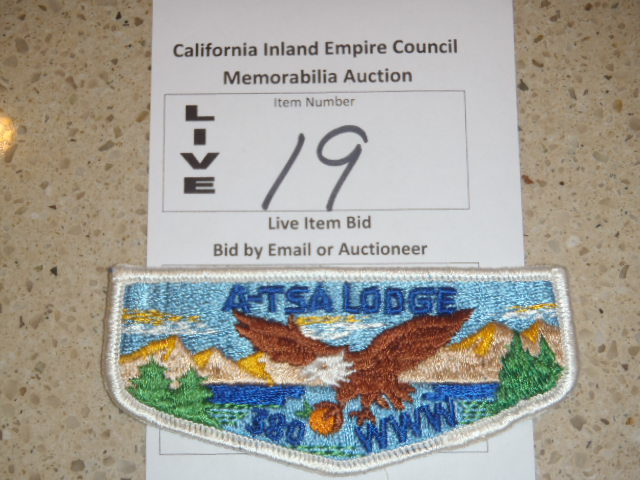 California Inland Empire Council
Memorabilia Auction
Item Number
LIVE
19
Live Item Bid
Bid by Email or Auctioneer
A-TSA LODGE
380 WWW